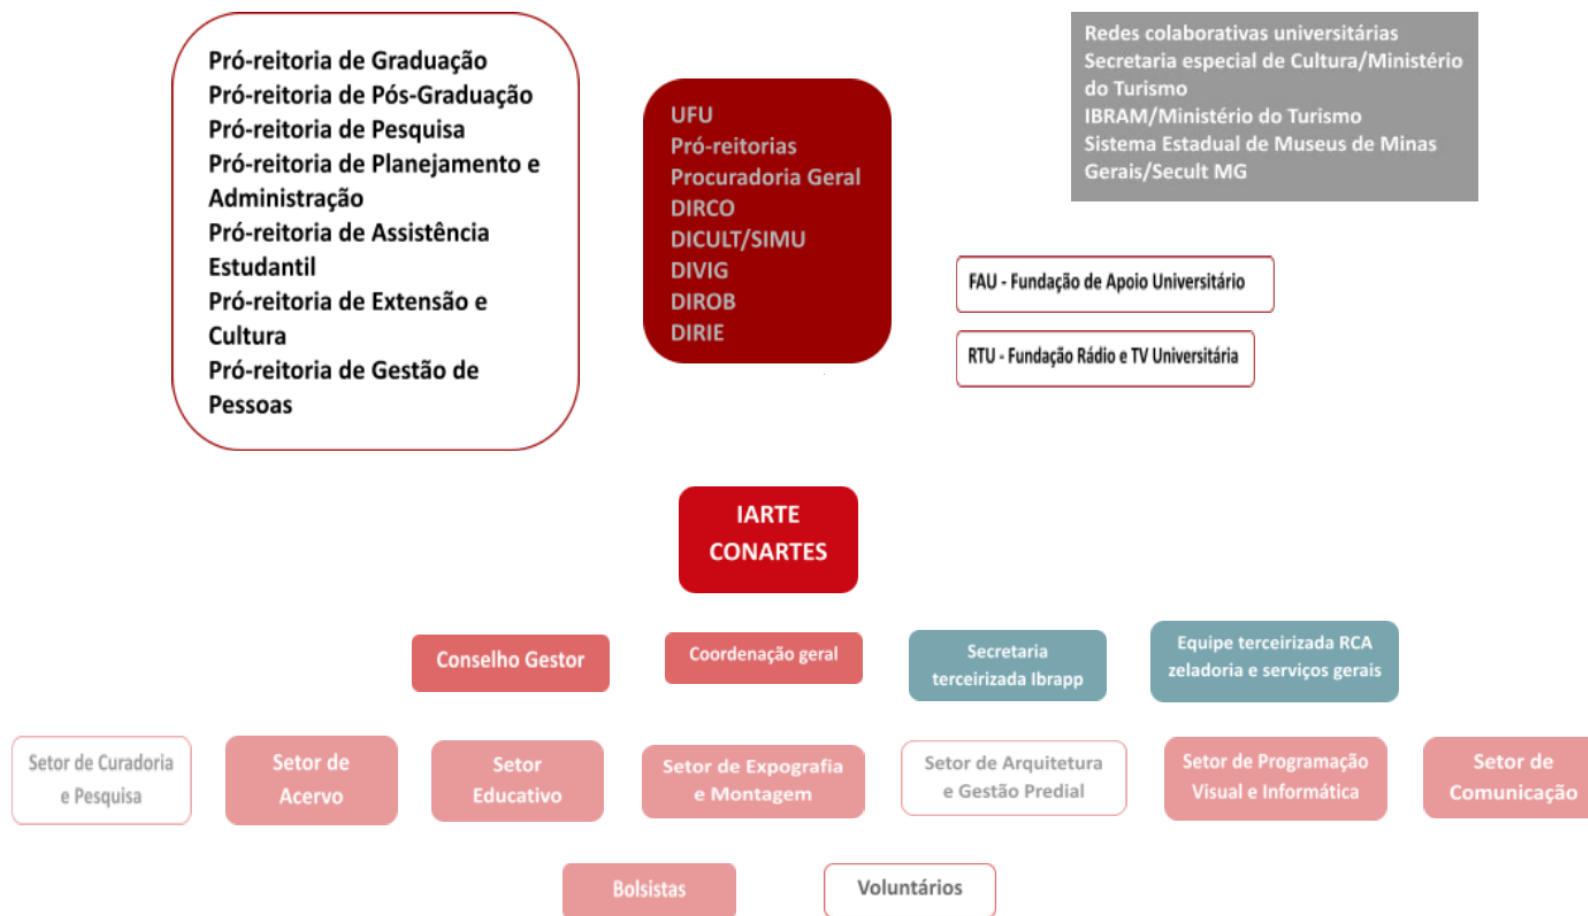 Pró-reitoria de Graduação
Pró-reitoria de Pós-Graduação
Pró-reitoria de Pesquisa
Pró-reitoria de Planejamento e
Administração
Pró-reitoria de Assistência
Estudantil
Pró-reitoria de Extensão e
Cultura
Pró-reitoria de Gestão de
Pessoas
UFU
Pró-reitorias
Procuradoria Geral
DIRCO
DICULT/SIMU
DIVIG
DIROB
DIRIE
Redes colaborativas universitárias
Secretaria especial de Cultura/Ministério
do Turismo
IBRAM/Ministério do Turismo
Sistema Estadual de Museus de Minas
Gerais/Secult MG
FAU - Fundação de Apoio Universitário
RTU - Fundação Rádio e TV Universitária
IARTE
CONARTES
Conselho Gestor
Coordenação geral
Secretaria
terceirizada Ibrapp
Equipe terceirizada RCA
zeladoria e serviços gerais
Setor de Curadoria
e Pesquisa
Setor de
Acervo
Setor
Educativo
Setor de Expografia
e Montagem
Setor de Arquitetura
e Gestão Predial
Setor de Programação
Visual e Informática
Setor de
Comunicação
Bolsistas
Voluntários